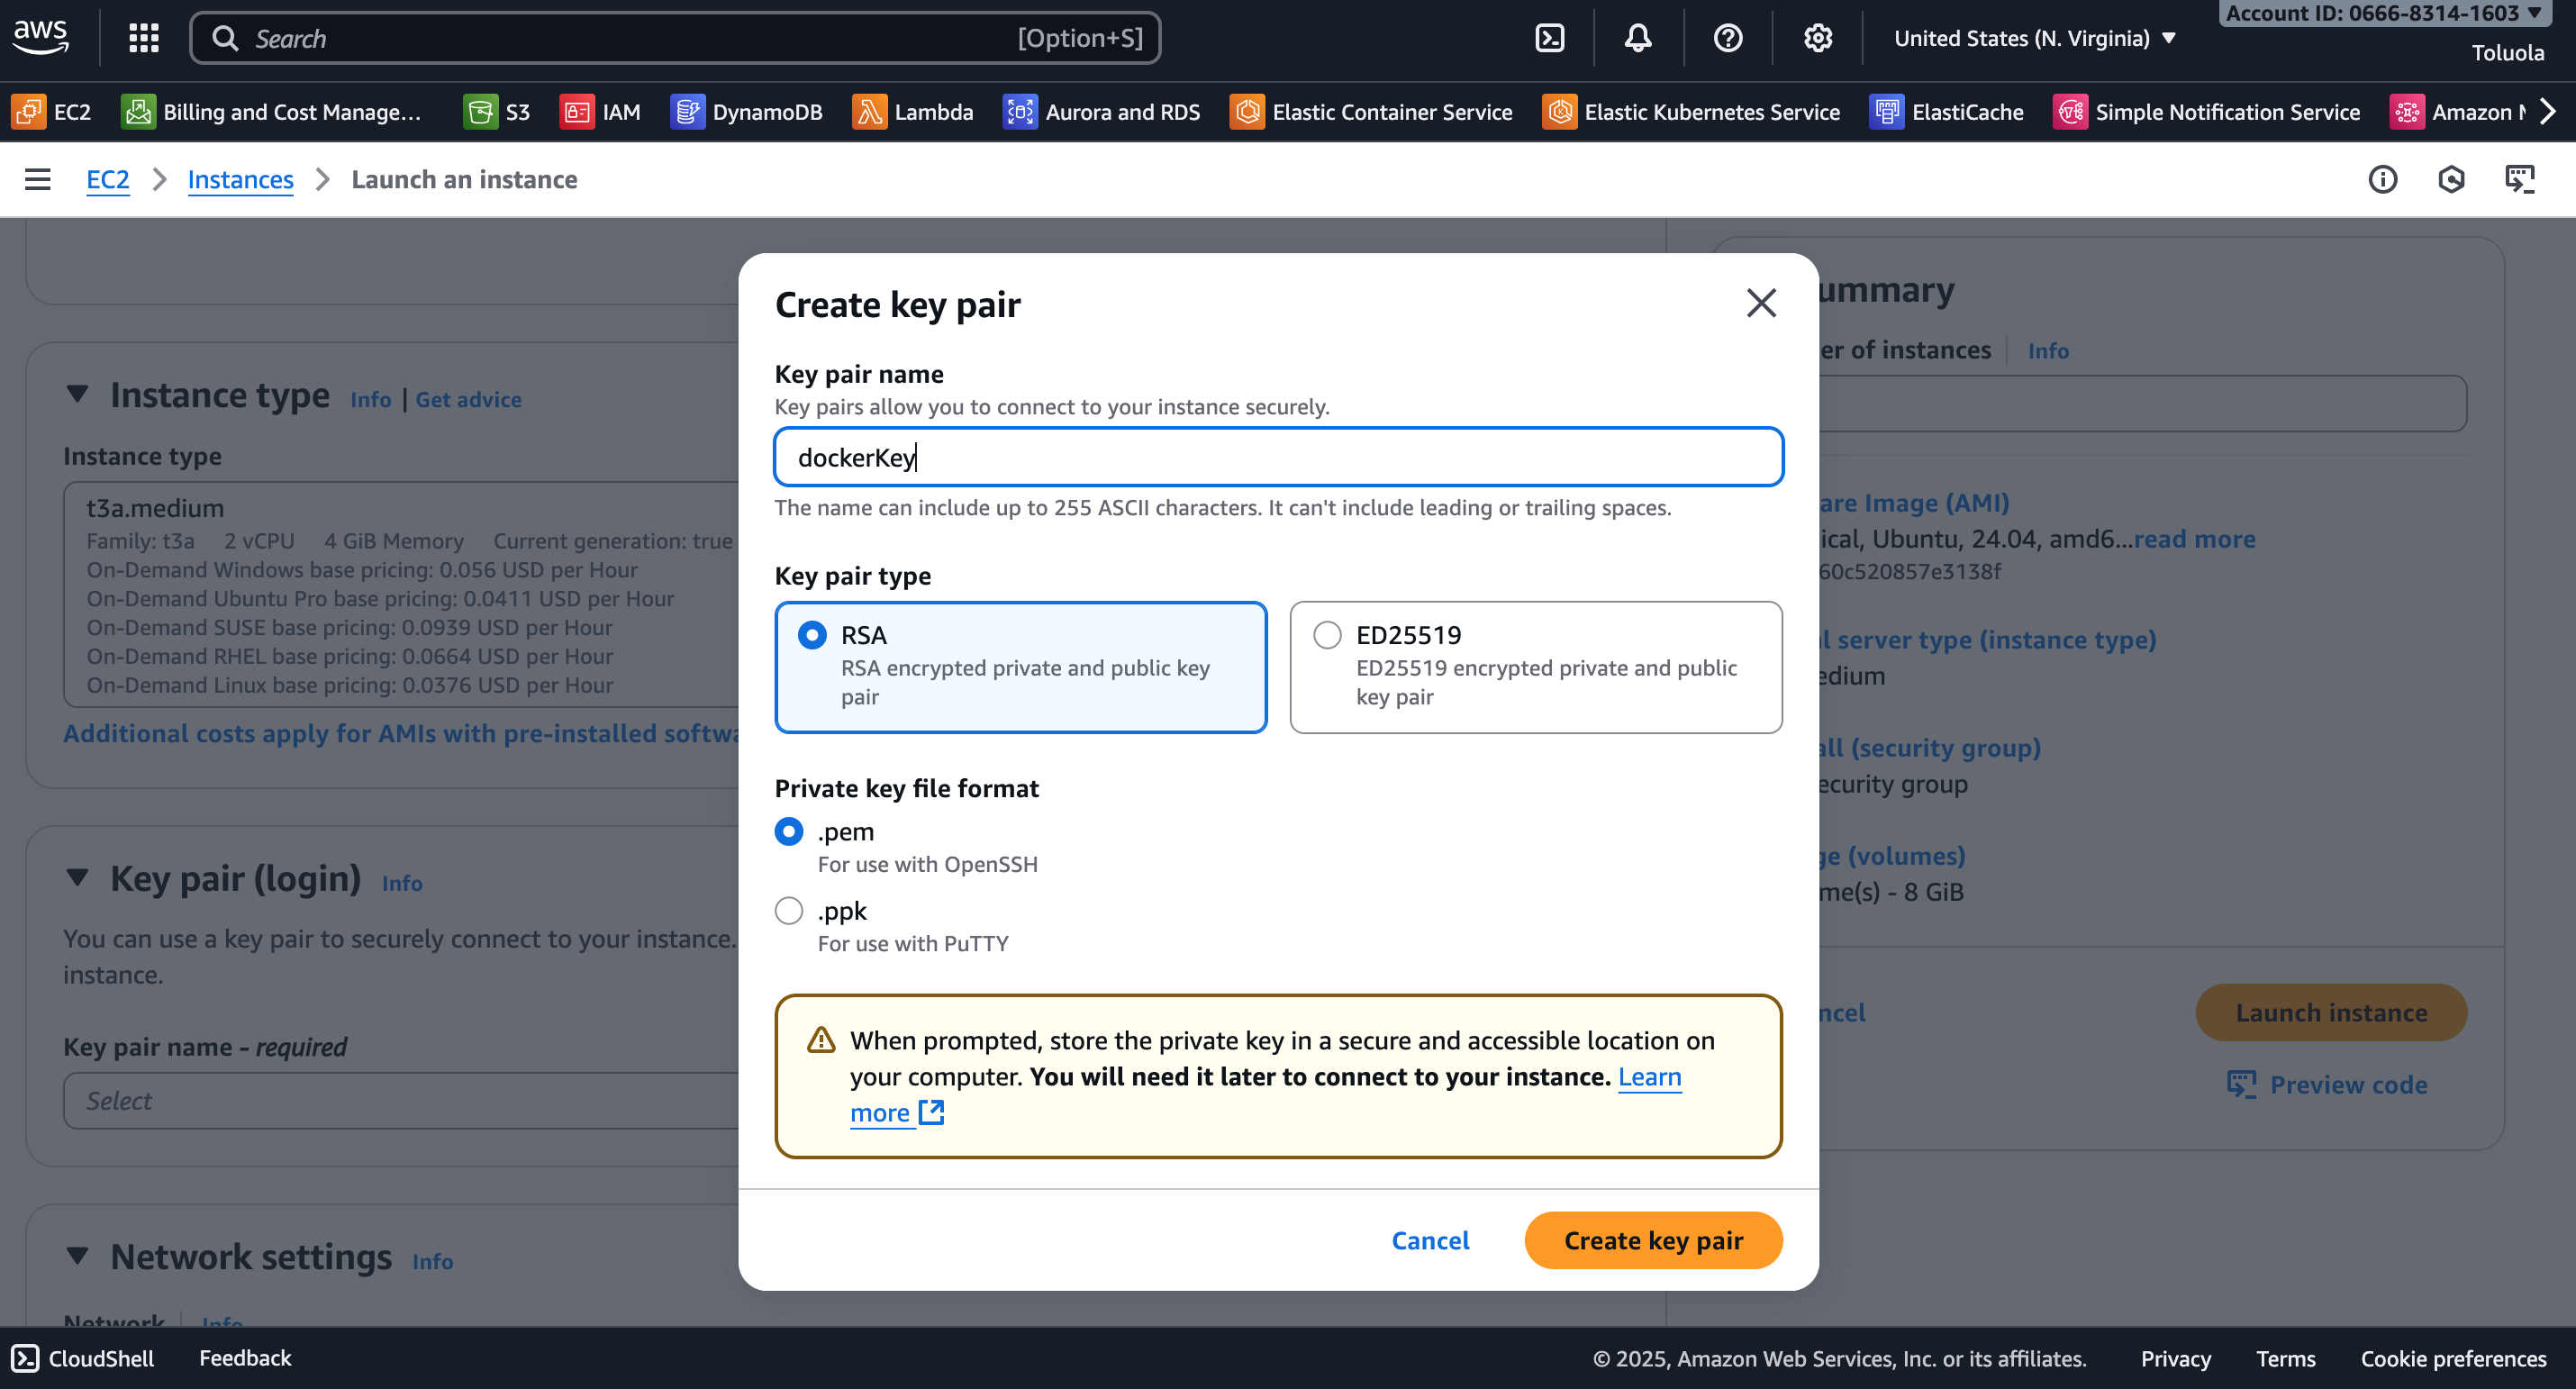 aws
Search
[Option+S]
United States (N. Virginia)
Account ID: 0666-8314-1603
Toluola
EC2
Billing and Cost Manage...
S3
IAM
DynamoDB
Lambda
Aurora and RDS
Elastic Container Service
Elastic Kubernetes Service
ElastiCache
Simple Notification Service
Amazon
EC2
Instances
Launch an instance
Instance type
Info
Get advice
Instance type
t3a.medium
Family: t3a 2 vCPU 4 GiB Memory Current generation: true
On-Demand Windows base pricing: 0.056 USD per Hour
On-Demand Ubuntu Pro base pricing: 0.0411 USD per Hour
On-Demand SUSE base pricing: 0.0939 USD per Hour
On-Demand RHEL base pricing: 0.0664 USD per Hour
On-Demand Linux base pricing: 0.0376 USD per Hour
Additional costs apply for AMIs with pre-installed softwa
Key pair (login)
Info
You can use a key pair to securely connect to your instance.
instance.
Key pair name - required
Select
Network settings
Info
Network
Info
Create key pair
Key pair name
Key pairs allow you to connect to your instance securely.
dockerKey
The name can include up to 255 ASCII characters. It can't include leading or trailing spaces.
Key pair type
RSA
RSA encrypted private and public key
pair
ED25519
ED25519 encrypted private and public
key pair
Private key file format
.pem
For use with OpenSSH
.ppk
For use with PuTTY
When prompted, store the private key in a secure and accessible location on
your computer. You will need it later to connect to your instance. Learn
more
Cancel
Create key pair
ummary
er of instances
Info
are Image (AMI)
ical, Ubuntu, 24.04, amd6...read more
60c520857e3138f
l server type (instance type)
edium
all (security group)
ecurity group
ge (volumes)
me(s) - 8 GiB
ncel
Launch instance
Preview code
CloudShell
Feedback
© 2025, Amazon Web Services, Inc. or its affiliates.
Privacy
Terms
Cookie preferences